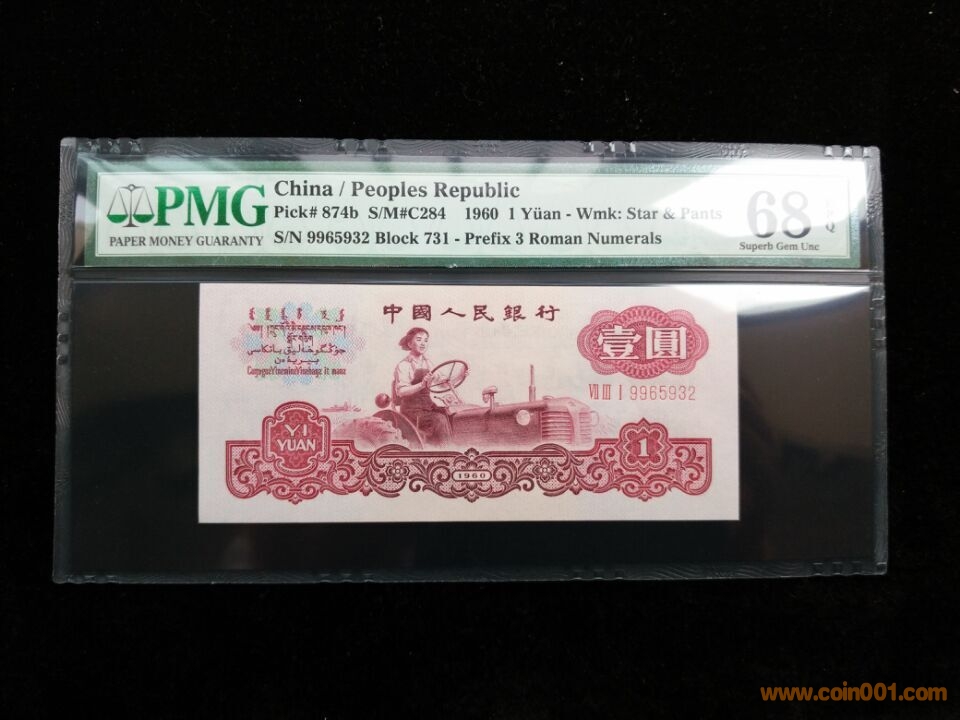 PMG
PAPER MONEY GUARANTY
China / Peoples Republic
Pick# 874b S/M#C284 1960 1 Yüan - Wmk: Star & Pants
S/N 9965932 Block 731 - Prefix 3 Roman Numerals
68
Superb Gem Unc
中國人民銀行
壹圓
VII III I 9965932
YI
YUAN
1
1960
www.coin001.com